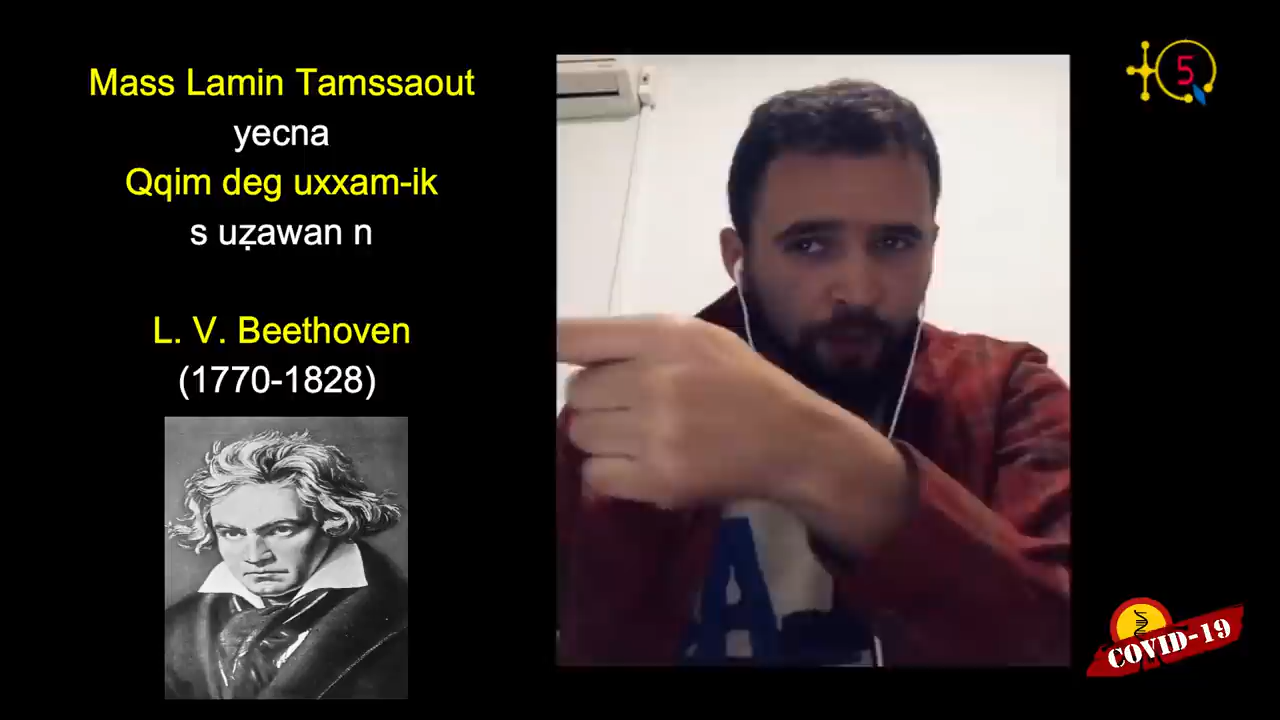 Mass Lamin Tamssaout
yecna
Qqim deg uxxam-ik
s uẓawan n
L. V. Beethoven
(1770-1828)
5
A
COVID-19